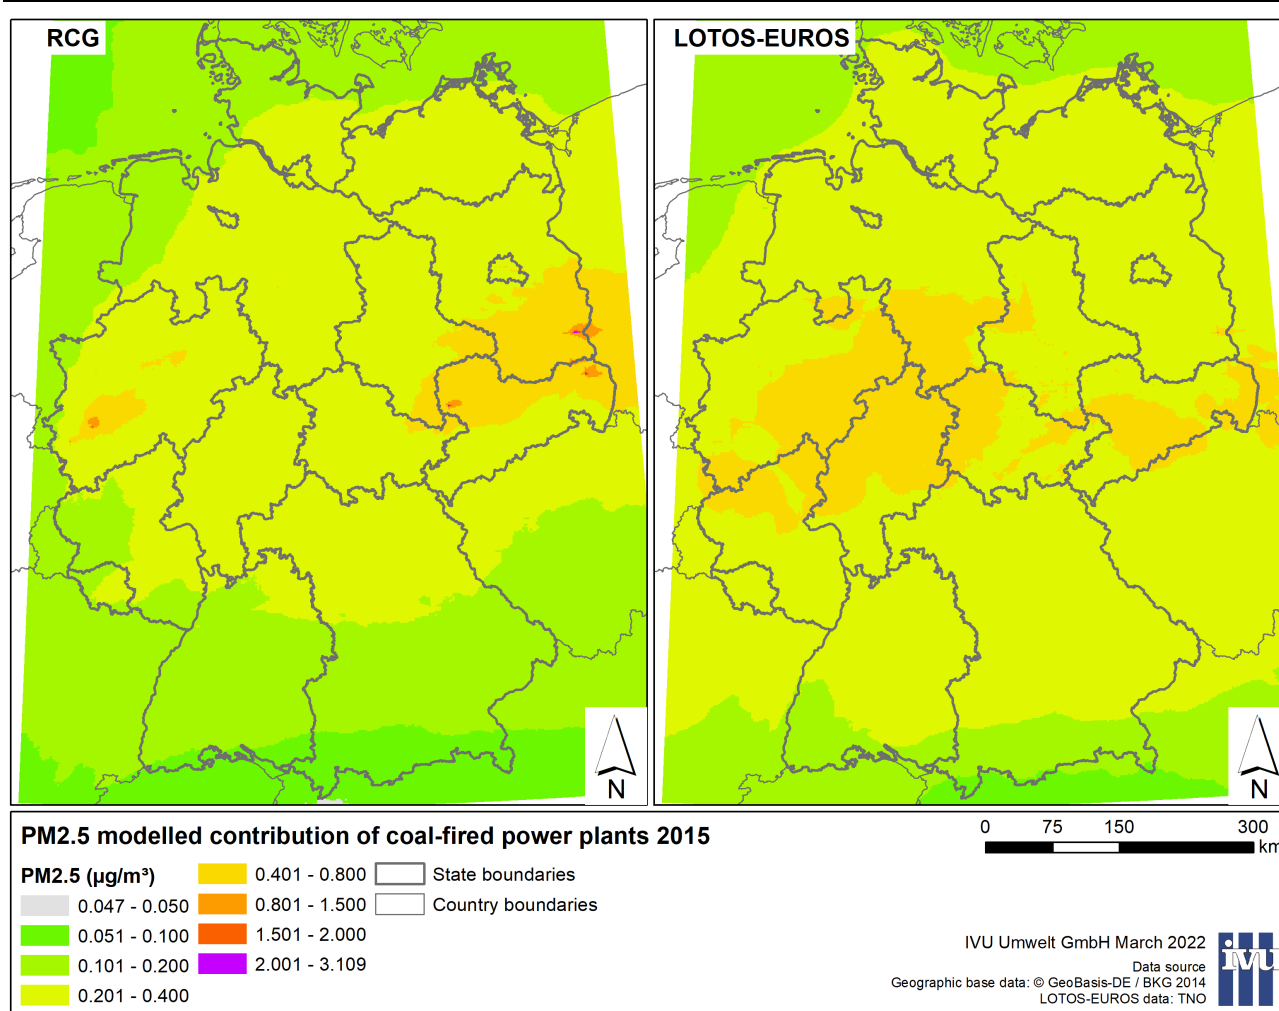 RCG
LOTOS-EUROS
N
N
PM2.5 modelled contribution of coal-fired power plants 2015
0 75 150 300
km
PM2.5 (µg/m³)
0.047 - 0.050
0.051 - 0.100
0.101 - 0.200
0.201 - 0.400
0.401 - 0.800
0.801 - 1.500
1.501 - 2.000
2.001 - 3.109
State boundaries
Country boundaries
IVU Umwelt GmbH March 2022
Data source
Geographic base data: © GeoBasis-DE / BKG 2014
LOTOS-EUROS data: TNO
ivu